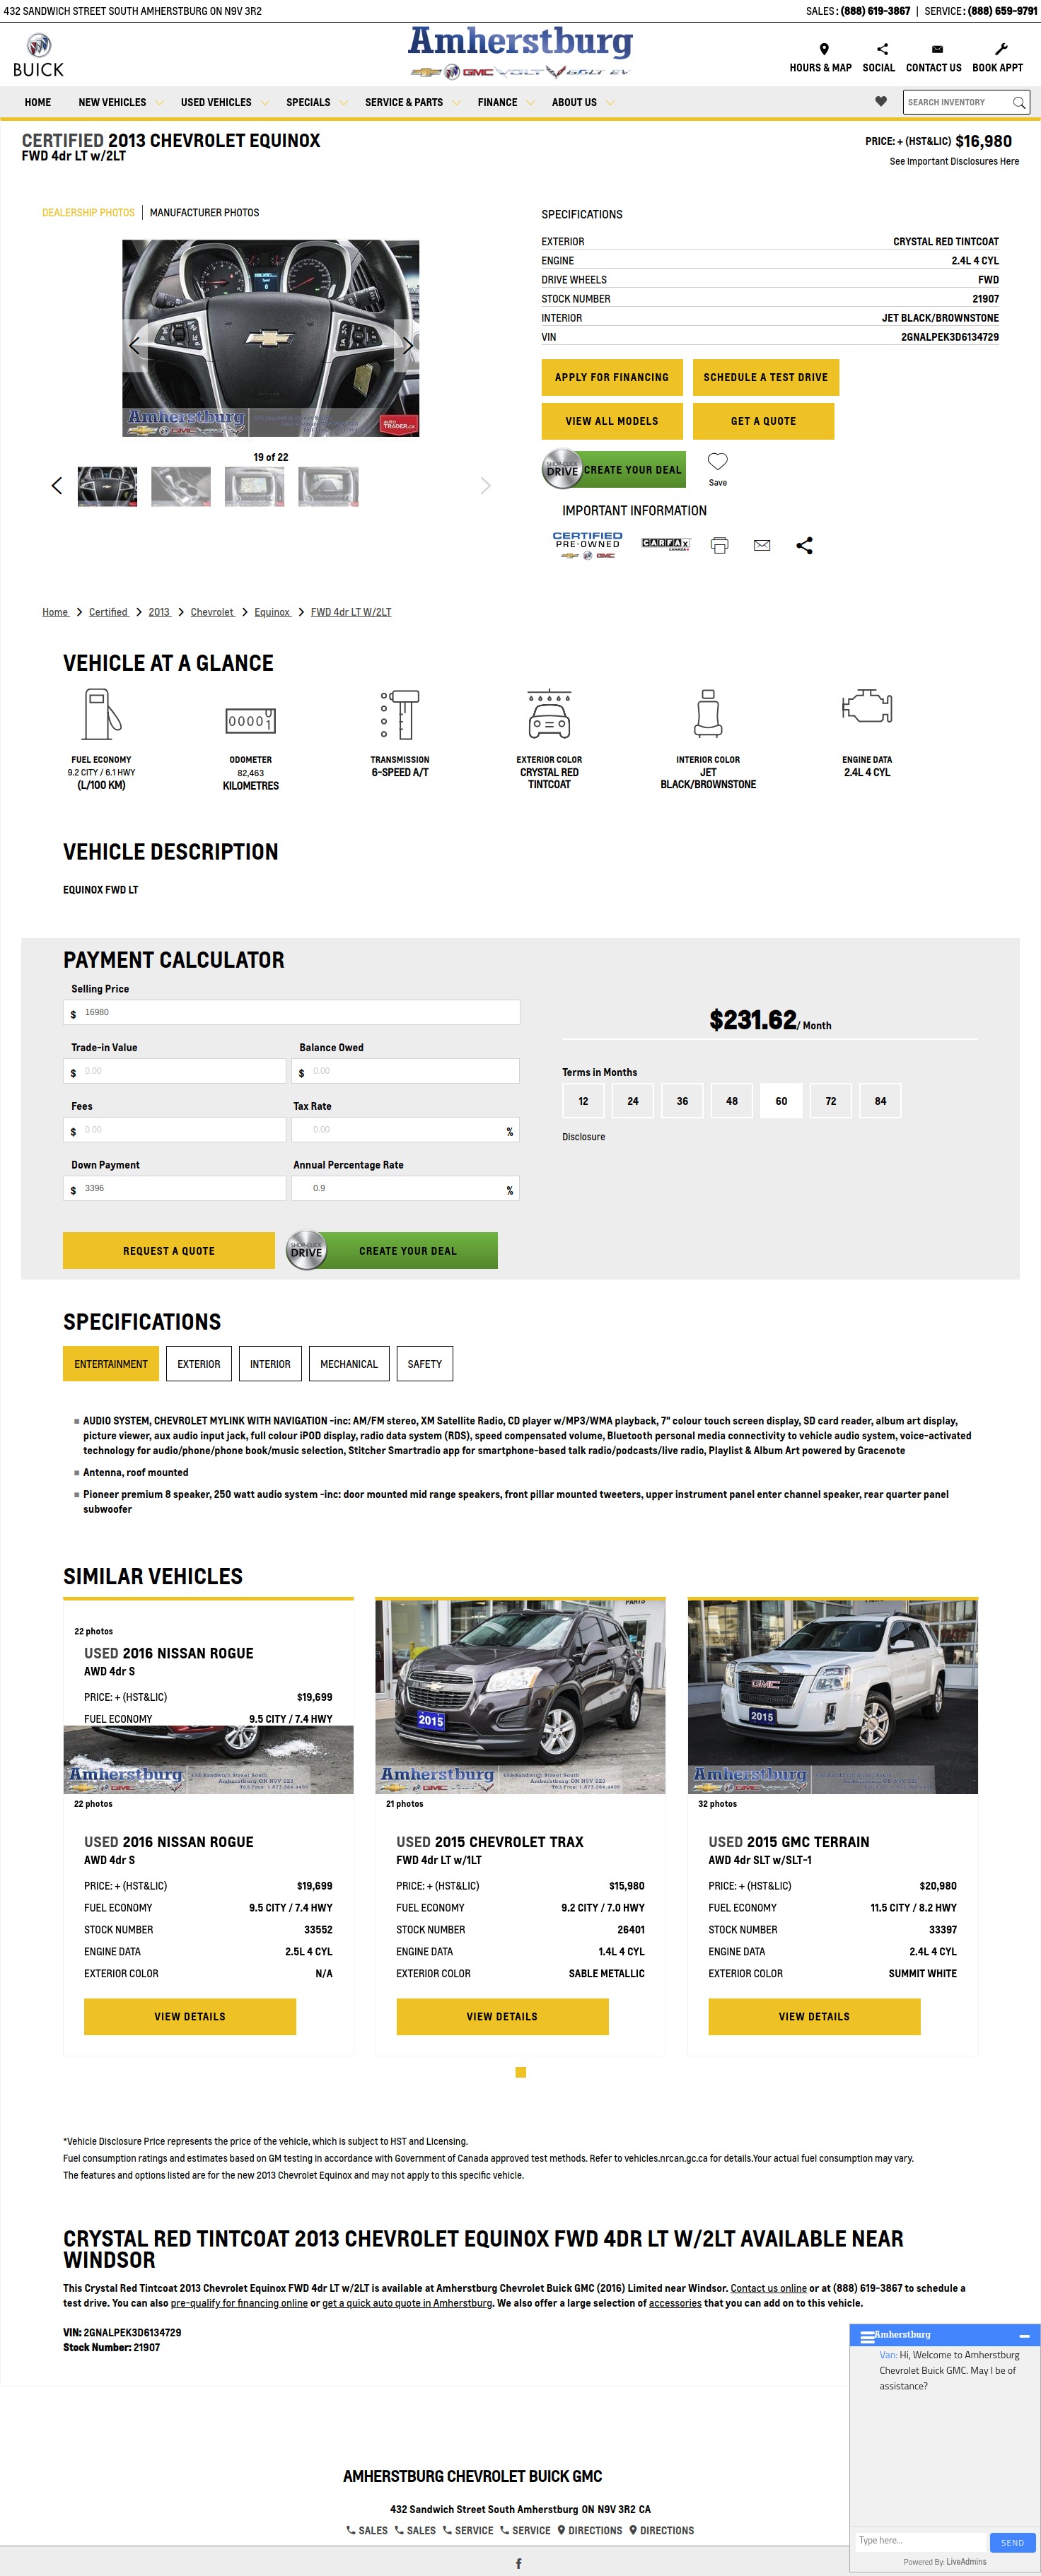 432 SANDWICH STREET SOUTH AMHERSTBURG ON N9V 3R2
SALES: (888) 619-3867 | SERVICE: (888) 659-9791
BUICK
Amherstburg
GMC VOLT BOLT EV
HOURS & MAP SOCIAL CONTACT US BOOK APPT
HOME NEW VEHICLES USED VEHICLES SPECIALS SERVICE & PARTS FINANCE ABOUT US
SEARCH INVENTORY
CERTIFIED 2013 CHEVROLET EQUINOX
FWD 4dr LT w/2LT
PRICE: + (HST&LIC) $16,980
See Important Disclosures Here
DEALERSHIP PHOTOS | MANUFACTURER PHOTOS
Amherstburg
GMC
TRADER.ca
19 of 22
SPECIFICATIONS
EXTERIOR CRYSTAL RED TINTCOAT
ENGINE 2.4L 4 CYL
DRIVE WHEELS FWD
STOCK NUMBER 21907
INTERIOR JET BLACK/BROWNSTONE
VIN 2GNALPEK3D6134729
APPLY FOR FINANCING SCHEDULE A TEST DRIVE
VIEW ALL MODELS GET A QUOTE
SHOP-CLICK
DRIVE CREATE YOUR DEAL
Save
IMPORTANT INFORMATION
CERTIFIED
PRE-OWNED
GMC
CARFAX
CANADA
Home > Certified > 2013 > Chevrolet > Equinox > FWD 4dr LT W/2LT
VEHICLE AT A GLANCE
FUEL ECONOMY
9.2 CITY / 6.1 HWY
(L/100 KM)
ODOMETER
82,463
KILOMETRES
TRANSMISSION
6-SPEED A/T
EXTERIOR COLOR
CRYSTAL RED
TINTCOAT
INTERIOR COLOR
JET
BLACK/BROWNSTONE
ENGINE DATA
2.4L 4 CYL
VEHICLE DESCRIPTION
EQUINOX FWD LT
PAYMENT CALCULATOR
Selling Price
$ 16980
Trade-in Value Balance Owed
$ 0.00 $ 0.00
Fees Tax Rate
$ 0.00 0.00 %
Down Payment Annual Percentage Rate
$ 3396 0.9 %
$231.62/ Month
Terms in Months
12 24 36 48 60 72 84
Disclosure
REQUEST A QUOTE
SHOP-CLICK
DRIVE CREATE YOUR DEAL
SPECIFICATIONS
ENTERTAINMENT EXTERIOR INTERIOR MECHANICAL SAFETY
AUDIO SYSTEM, CHEVROLET MYLINK WITH NAVIGATION -inc: AM/FM stereo, XM Satellite Radio, CD player w/MP3/WMA playback, 7" colour touch screen display, SD card reader, album art display,
picture viewer, aux audio input jack, full colour iPOD display, radio data system (RDS), speed compensated volume, Bluetooth personal media connectivity to vehicle audio system, voice-activated
technology for audio/phone/phone book/music selection, Stitcher Smartradio app for smartphone-based talk radio/podcasts/live radio, Playlist & Album Art powered by Gracenote
Antenna, roof mounted
Pioneer premium 8 speaker, 250 watt audio system -inc: door mounted mid range speakers, front pillar mounted tweeters, upper instrument panel enter channel speaker, rear quarter panel
subwoofer
SIMILAR VEHICLES
22 photos
USED 2016 NISSAN ROGUE
AWD 4dr S
PRICE: + (HST&LIC) $19,699
FUEL ECONOMY 9.5 CITY / 7.4 HWY
Amherstburg
GMC
22 photos
USED 2016 NISSAN ROGUE
AWD 4dr S
PRICE: + (HST&LIC) $19,699
FUEL ECONOMY 9.5 CITY / 7.4 HWY
STOCK NUMBER 33552
ENGINE DATA 2.5L 4 CYL
EXTERIOR COLOR N/A
VIEW DETAILS
PARTS
2015
Amherstburg
GMC
21 photos
USED 2015 CHEVROLET TRAX
FWD 4dr LT w/1LT
PRICE: + (HST&LIC) $15,980
FUEL ECONOMY 9.2 CITY / 7.0 HWY
STOCK NUMBER 26401
ENGINE DATA 1.4L 4 CYL
EXTERIOR COLOR SABLE METALLIC
VIEW DETAILS
GMC
2015
Amherstburg
GMC
32 photos
USED 2015 GMC TERRAIN
AWD 4dr SLT w/SLT-1
PRICE: + (HST&LIC) $20,980
FUEL ECONOMY 11.5 CITY / 8.2 HWY
STOCK NUMBER 33397
ENGINE DATA 2.4L 4 CYL
EXTERIOR COLOR SUMMIT WHITE
VIEW DETAILS
*Vehicle Disclosure Price represents the price of the vehicle, which is subject to HST and Licensing.
Fuel consumption ratings and estimates based on GM testing in accordance with Government of Canada approved test methods. Refer to vehicles.nrcan.gc.ca for details.Your actual fuel consumption may vary.
The features and options listed are for the new 2013 Chevrolet Equinox and may not apply to this specific vehicle.
CRYSTAL RED TINTCOAT 2013 CHEVROLET EQUINOX FWD 4DR LT W/2LT AVAILABLE NEAR
WINDSOR
This Crystal Red Tintcoat 2013 Chevrolet Equinox FWD 4dr LT w/2LT is available at Amherstburg Chevrolet Buick GMC (2016) Limited near Windsor. Contact us online or at (888) 619-3867 to schedule a
test drive. You can also pre-qualify for financing online or get a quick auto quote in Amherstburg. We also offer a large selection of accessories that you can add on to this vehicle.
VIN: 2GNALPEK3D6134729
Stock Number: 21907
Amherstburg
Van: Hi, Welcome to Amherstburg
Chevrolet Buick GMC. May I be of
assistance?
Type here...
SEND
Powered By: LiveAdmins
AMHERSTBURG CHEVROLET BUICK GMC
432 Sandwich Street South Amherstburg ON N9V 3R2 CA
SALES SALES SERVICE SERVICE DIRECTIONS DIRECTIONS